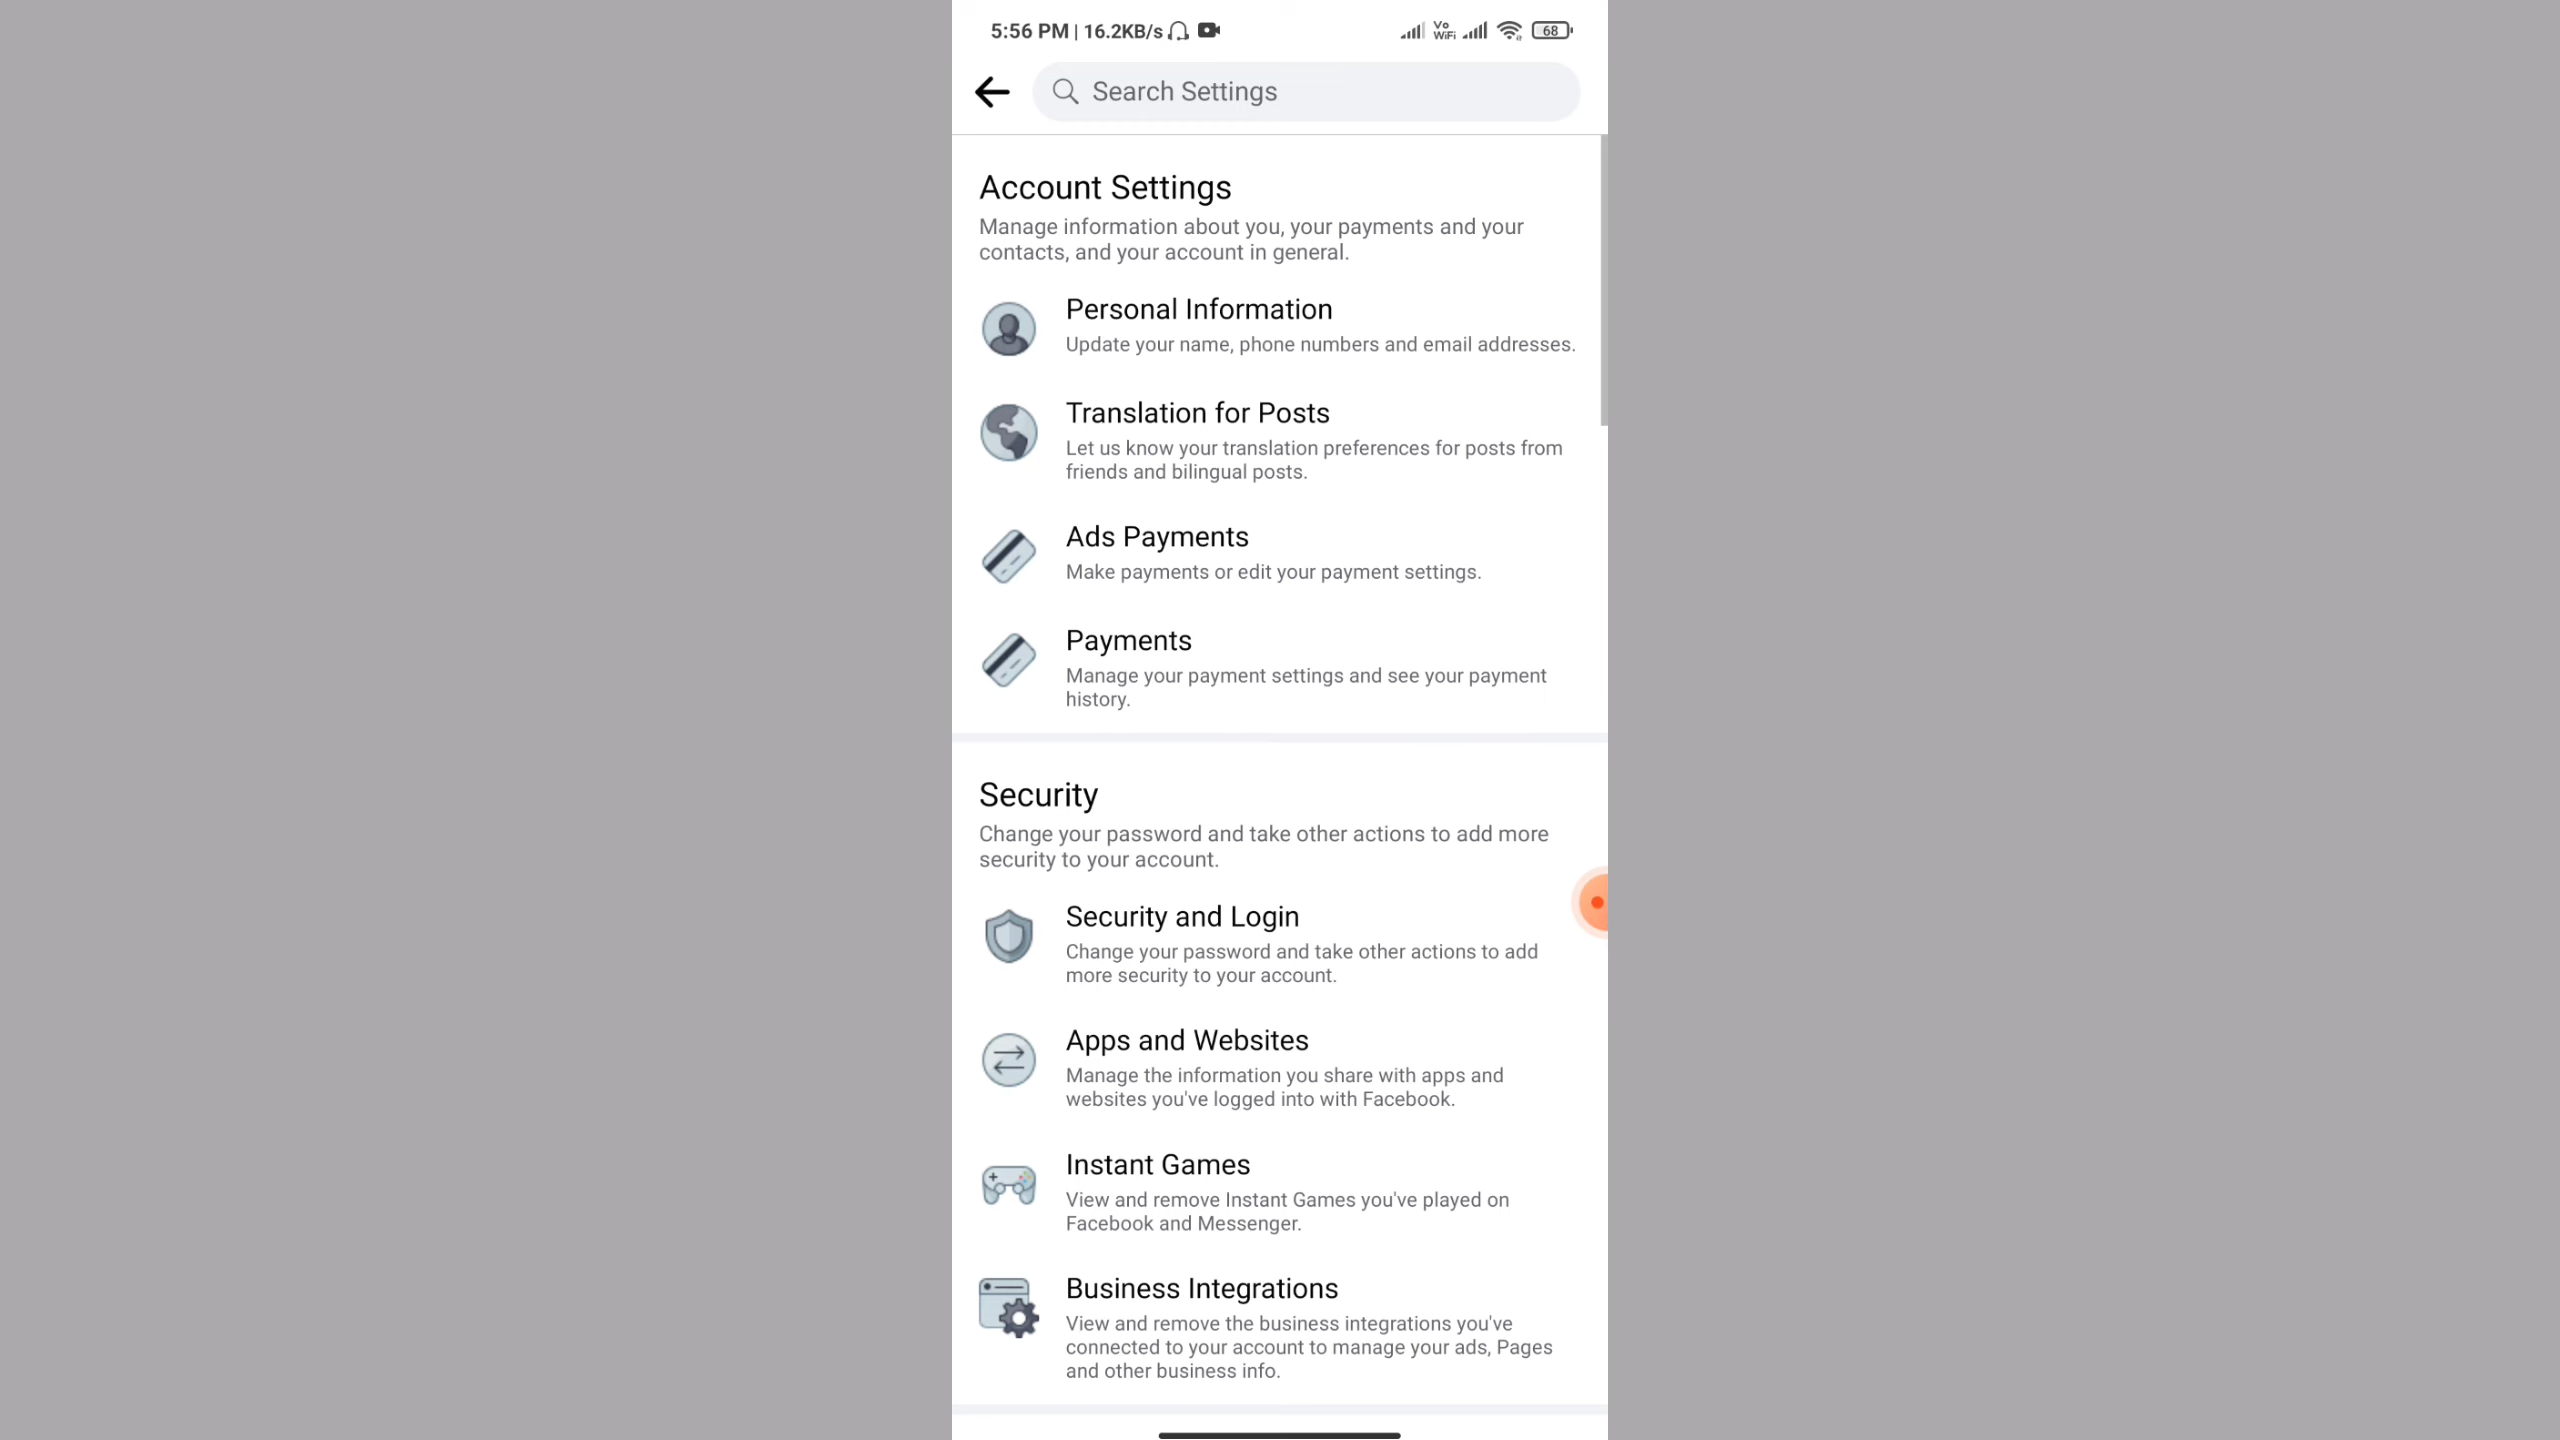 5:56 PM | 16.2KB/s Vo WiFi 68
Search Settings
Account Settings
Manage information about you, your payments and your
contacts, and your account in general.
Personal Information
Update your name, phone numbers and email addresses.
Translation for Posts
Let us know your translation preferences for posts from
friends and bilingual posts.
Ads Payments
Make payments or edit your payment settings.
Payments
Manage your payment settings and see your payment
history.
Security
Change your password and take other actions to add more
security to your account.
Security and Login
Change your password and take other actions to add
more security to your account.
Apps and Websites
Manage the information you share with apps and
websites you've logged into with Facebook.
Instant Games
View and remove Instant Games you've played on
Facebook and Messenger.
Business Integrations
View and remove the business integrations you've
connected to your account to manage your ads, Pages
and other business info.